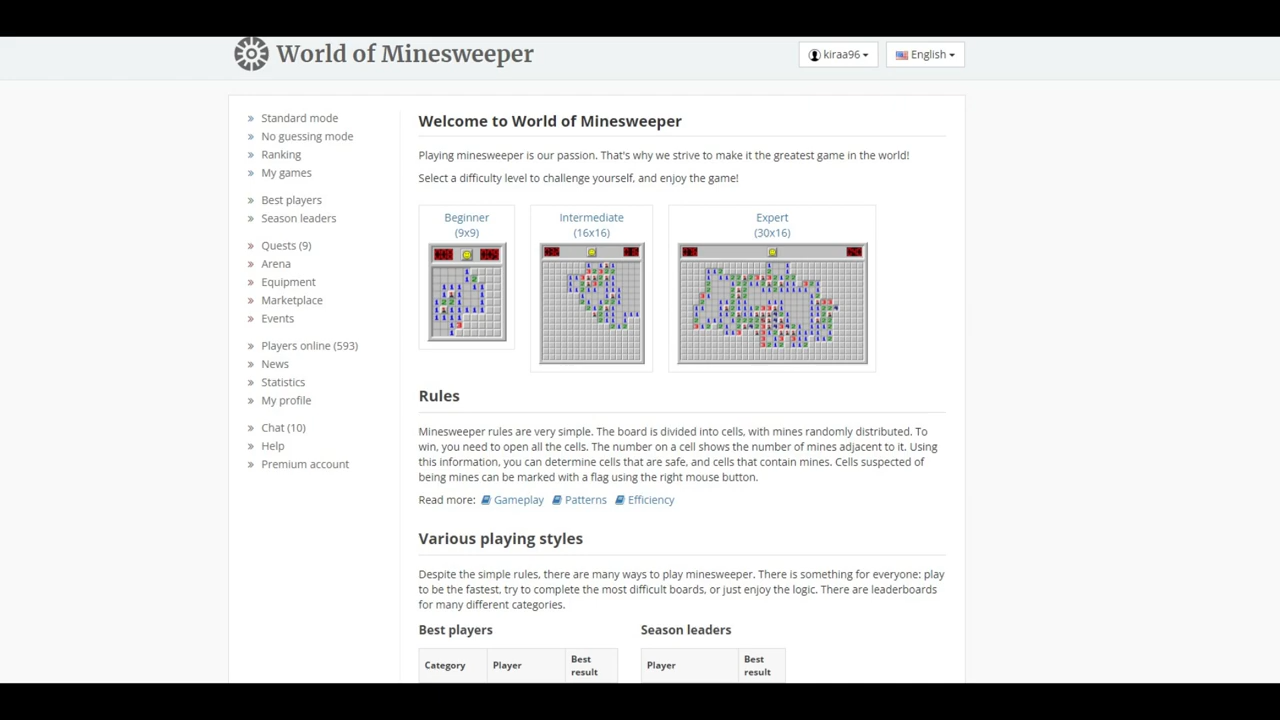 World of Minesweeper
kiraa96
English
Standard mode
No guessing mode
Ranking
My games
Best players
Season leaders
Quests (9)
Arena
Equipment
Marketplace
Events
Players online (593)
News
Statistics
My profile
Chat (10)
Help
Premium account
Welcome to World of Minesweeper
Playing minesweeper is our passion. That's why we strive to make it the greatest game in the world!
Select a difficulty level to challenge yourself, and enjoy the game!
Beginner
(9x9)
Intermediate
(16x16)
Expert
(30x16)
Rules
Minesweeper rules are very simple. The board is divided into cells, with mines randomly distributed. To
win, you need to open all the cells. The number on a cell shows the number of mines adjacent to it. Using
this information, you can determine cells that are safe, and cells that contain mines. Cells suspected of
being mines can be marked with a flag using the right mouse button.
Read more: Gameplay Patterns Efficiency
Various playing styles
Despite the simple rules, there are many ways to play minesweeper. There is something for everyone: play
to be the fastest, try to complete the most difficult boards, or just enjoy the logic. There are leaderboards
for many different categories.
Best players
Category Player Best
result
Season leaders
Player Best
result